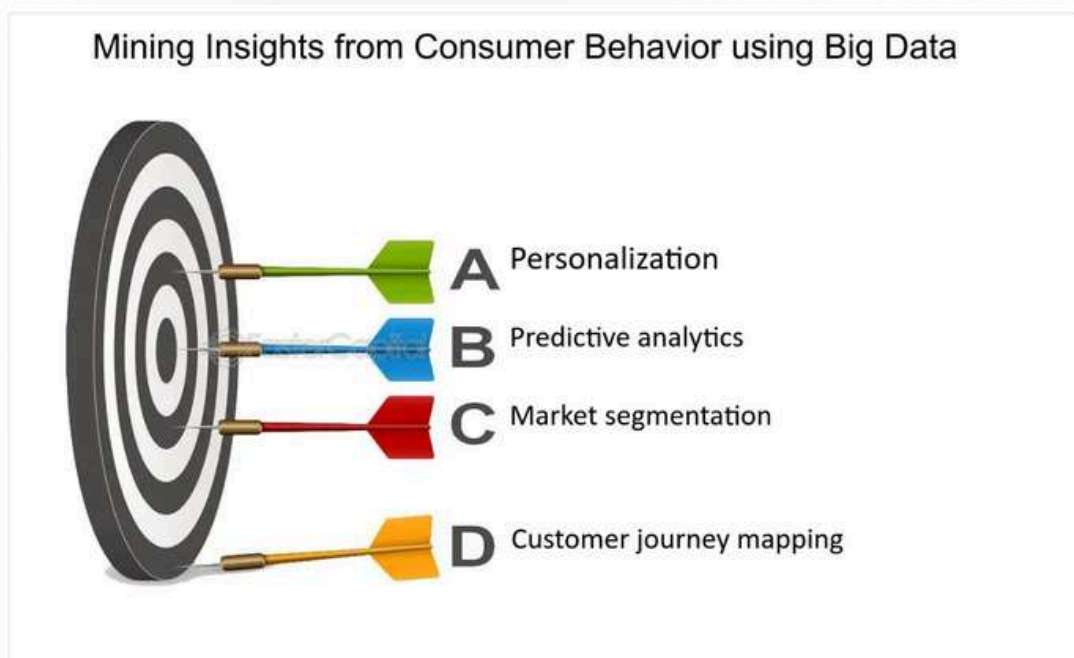 Mining Insights from Consumer Behavior using Big Data
A Personalization
B Predictive analytics
C Market segmentation
D Customer journey mapping